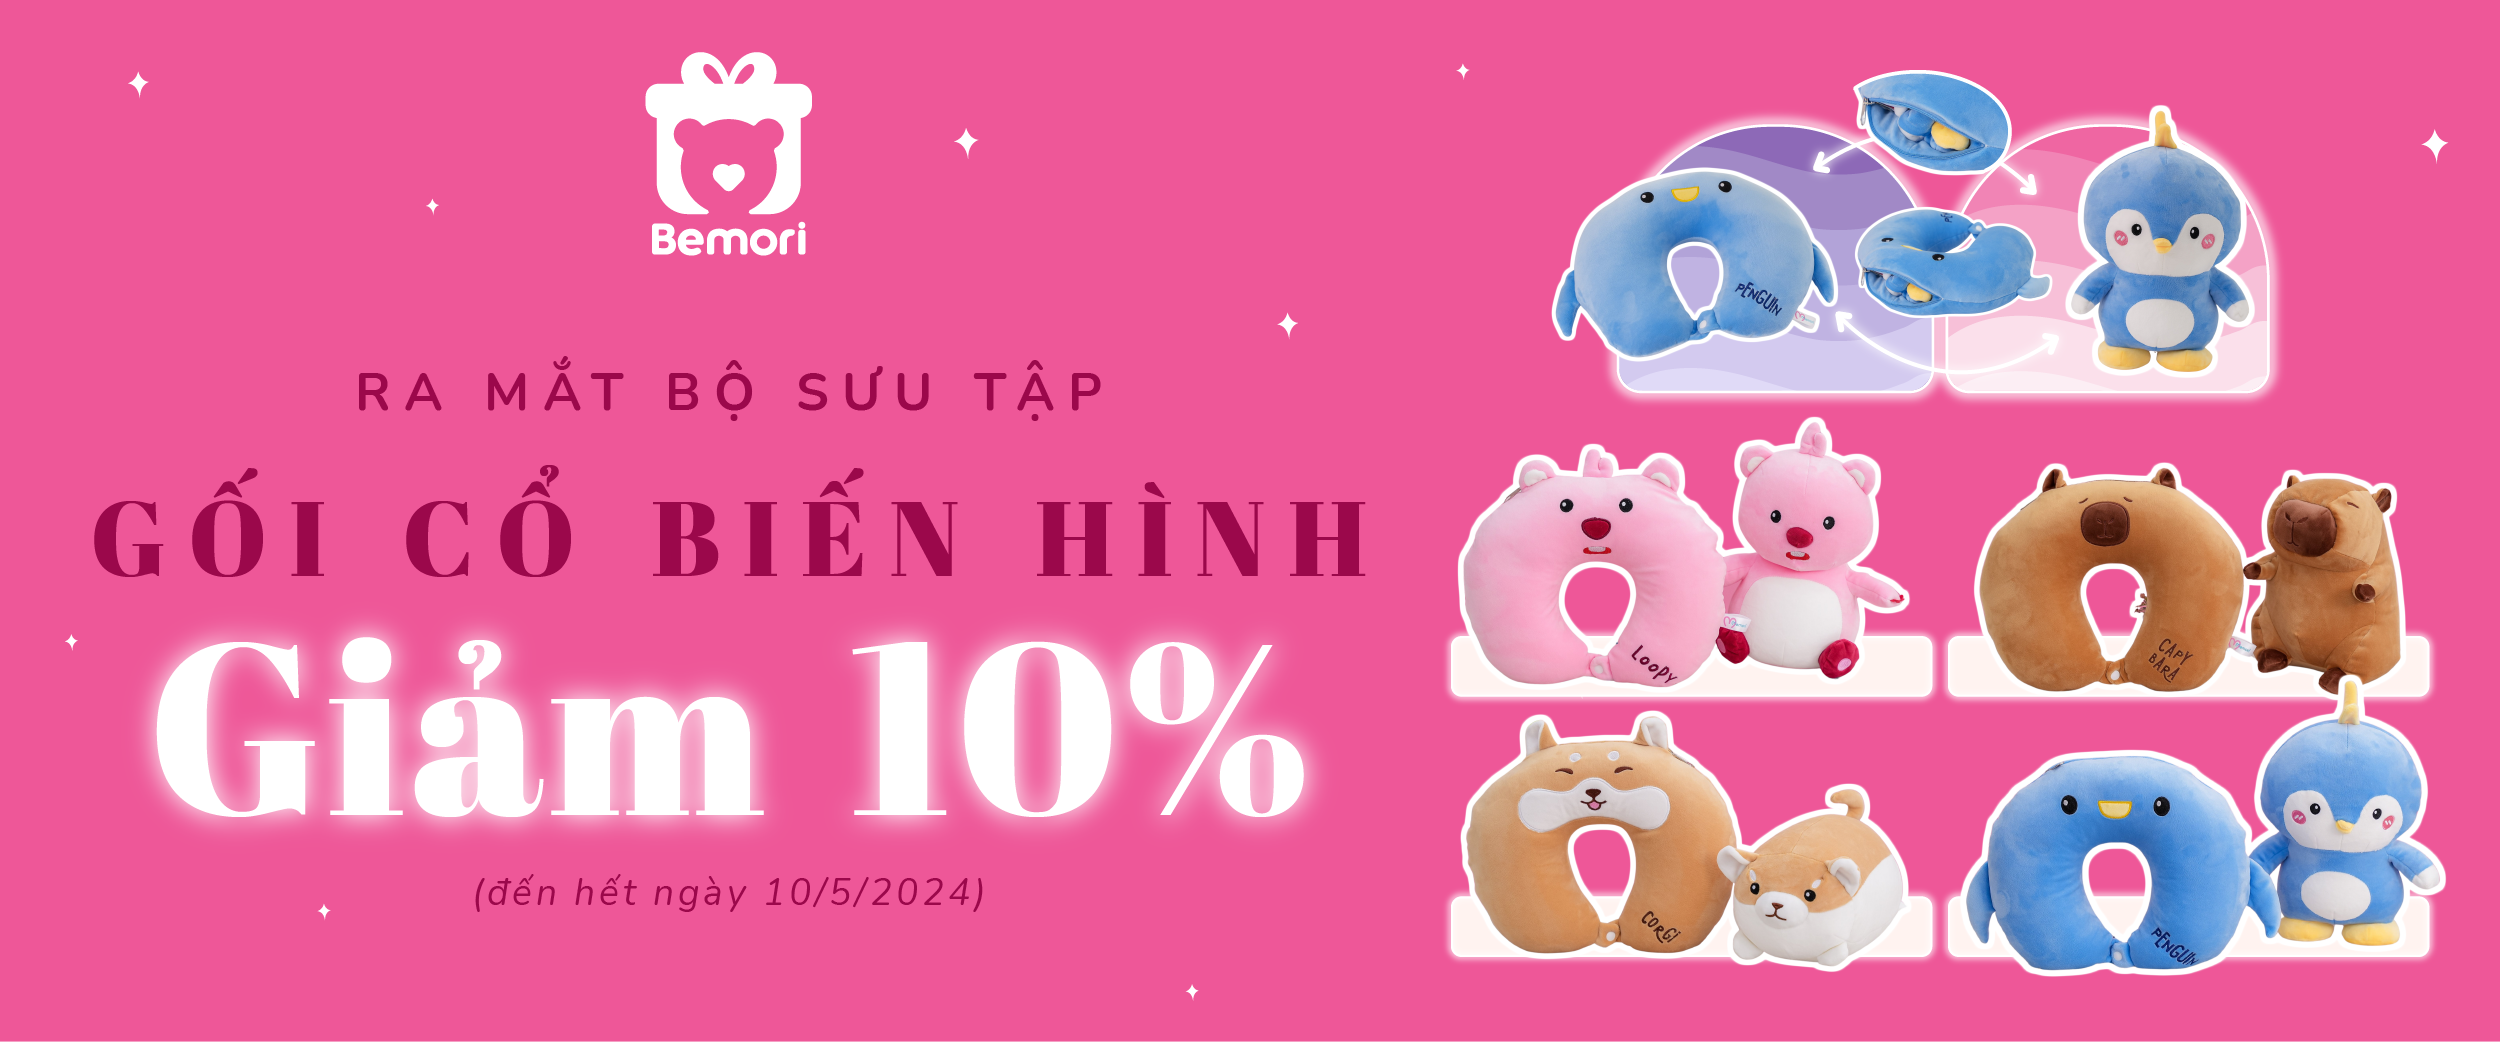 Bemori
RA MẮT BỘ SƯU TẬP
GỐI CỔ BIẾN HÌNH
Giảm 10%
(đến hết ngày 10/5/2024)
PENGUIN
LOOPY
CAPY
BARA
CORGI
PENGUIN